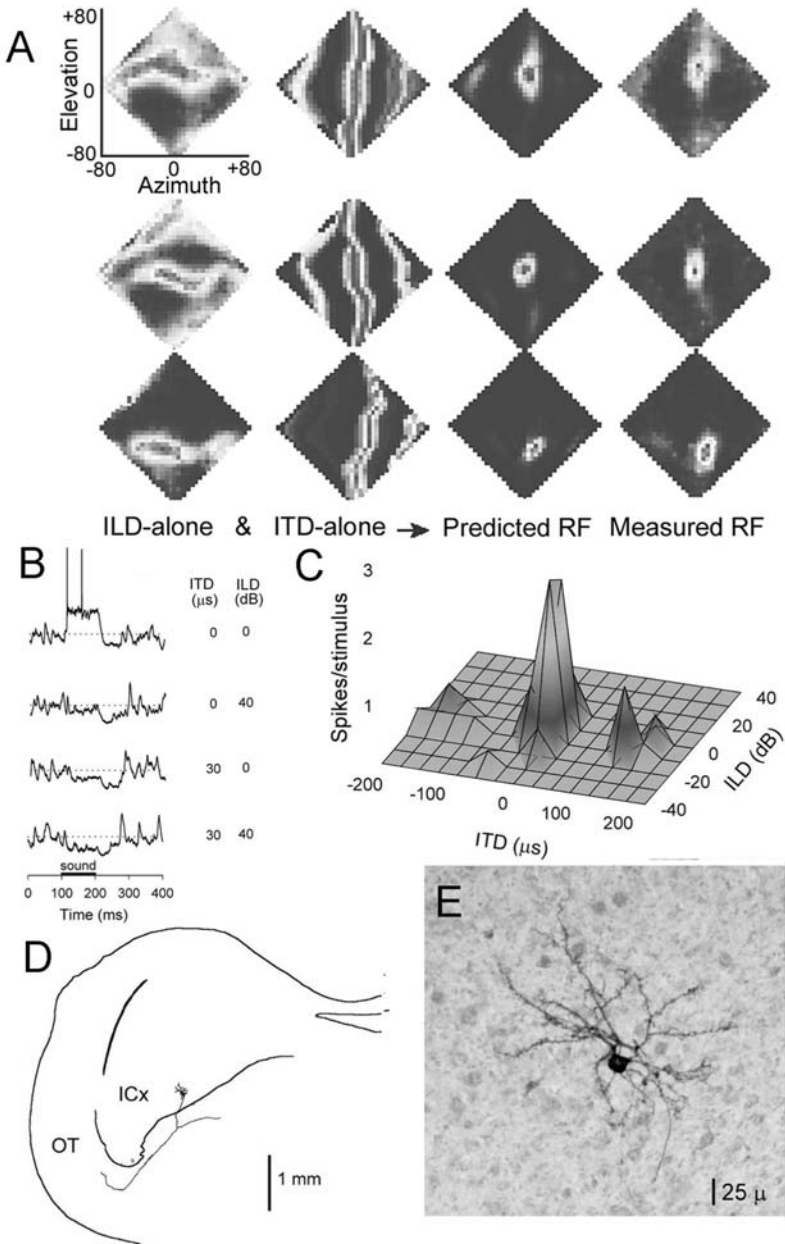 A
Elevation
+80
0
-80
-80 0 +80
Azimuth
ILD-alone & ITD-alone → Predicted RF Measured RF
B
ITD (μs) ILD (dB)
0 0
0 40
30 0
30 40
sound
0 100 200 300 400
Time (ms)
C
Spikes/stimulus
3
2
1
-200 -100 0 100 200
ITD (μs)
40
20
0
-20
-40
ILD (dB)
D
ICx
OT
1 mm
E
25 μ